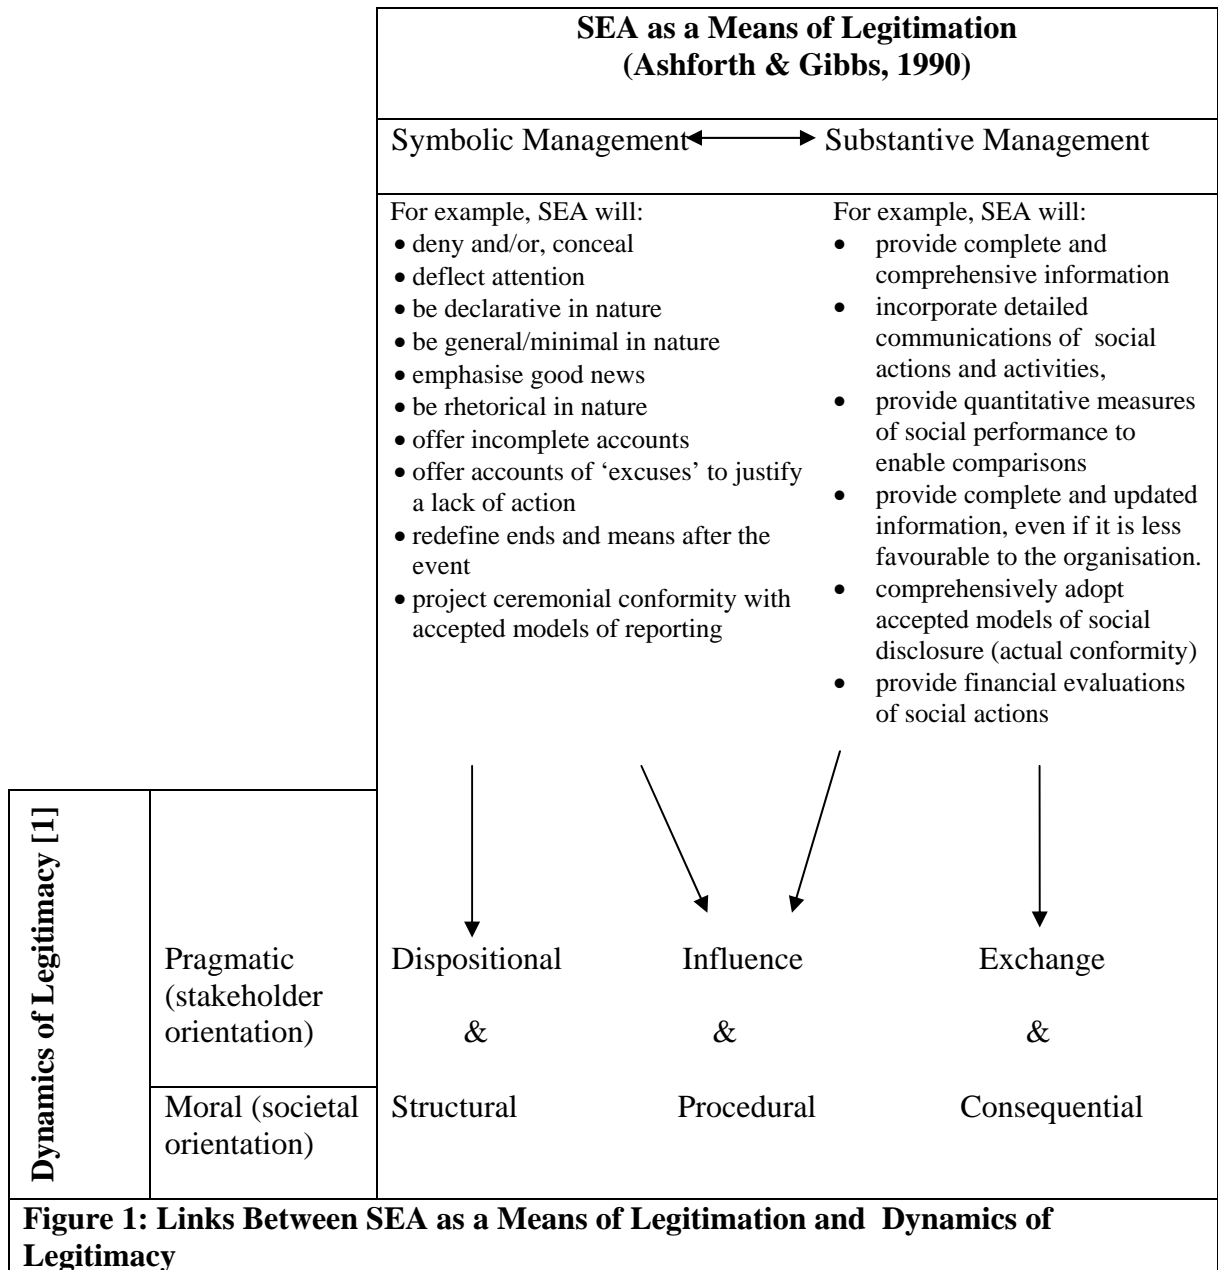 SEA as a Means of Legitimation
(Ashforth & Gibbs, 1990)
Symbolic Management Substantive Management
For example, SEA will:
• deny and/or, conceal
• deflect attention
• be declarative in nature
• be general/minimal in nature
• emphasise good news
• be rhetorical in nature
• offer incomplete accounts
• offer accounts of ‘excuses’ to justify
a lack of action
• redefine ends and means after the
event
• project ceremonial conformity with
accepted models of reporting
For example, SEA will:
• provide complete and
comprehensive information
• incorporate detailed
communications of social
actions and activities,
• provide quantitative measures
of social performance to
enable comparisons
• provide complete and updated
information, even if it is less
favourable to the organisation.
• comprehensively adopt
accepted models of social
disclosure (actual conformity)
• provide financial evaluations
of social actions
Dynamics of Legitimacy [1]
Pragmatic
(stakeholder
orientation)
Dispositional Influence Exchange
& & &
Moral (societal
orientation)
Structural Procedural Consequential
Figure 1: Links Between SEA as a Means of Legitimation and Dynamics of
Legitimacy